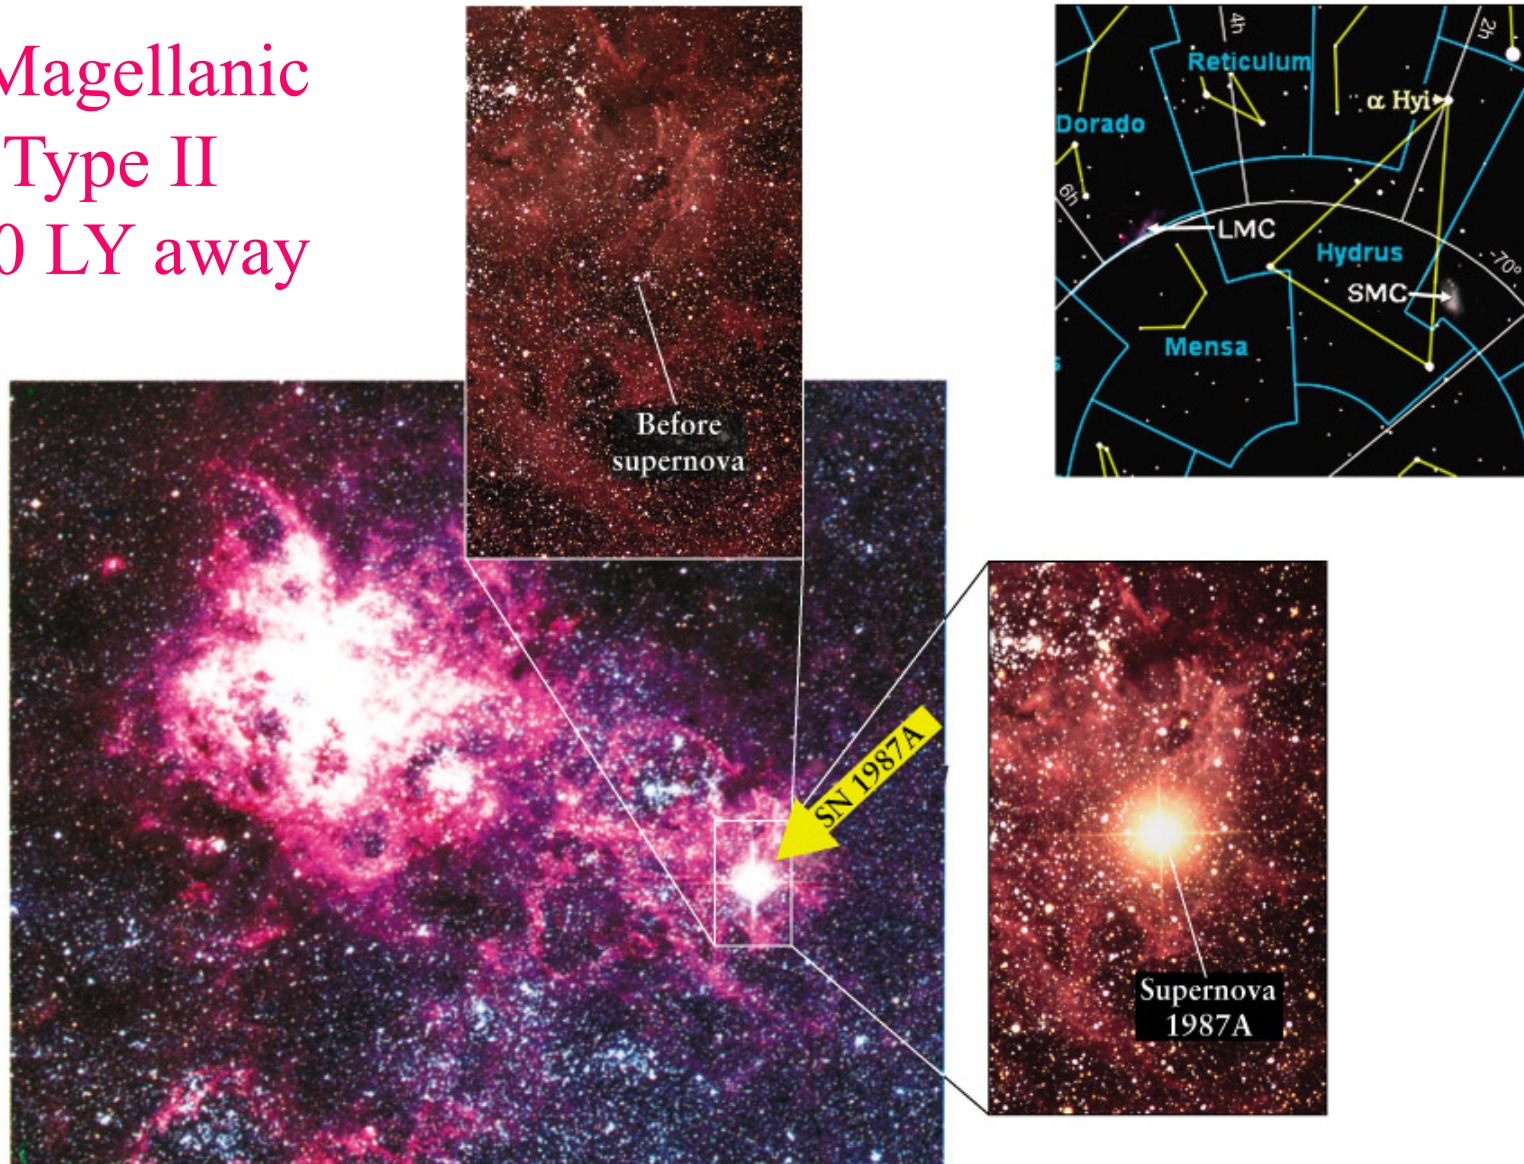 Magellanic
Type II
0 LY away
Before
supernova
4h
2h
Reticulum
α Hyi
Dorado
6h
LMC
Hydrus
-70°
SMC
Mensa
s
SN 1987A
Supernova
1987A